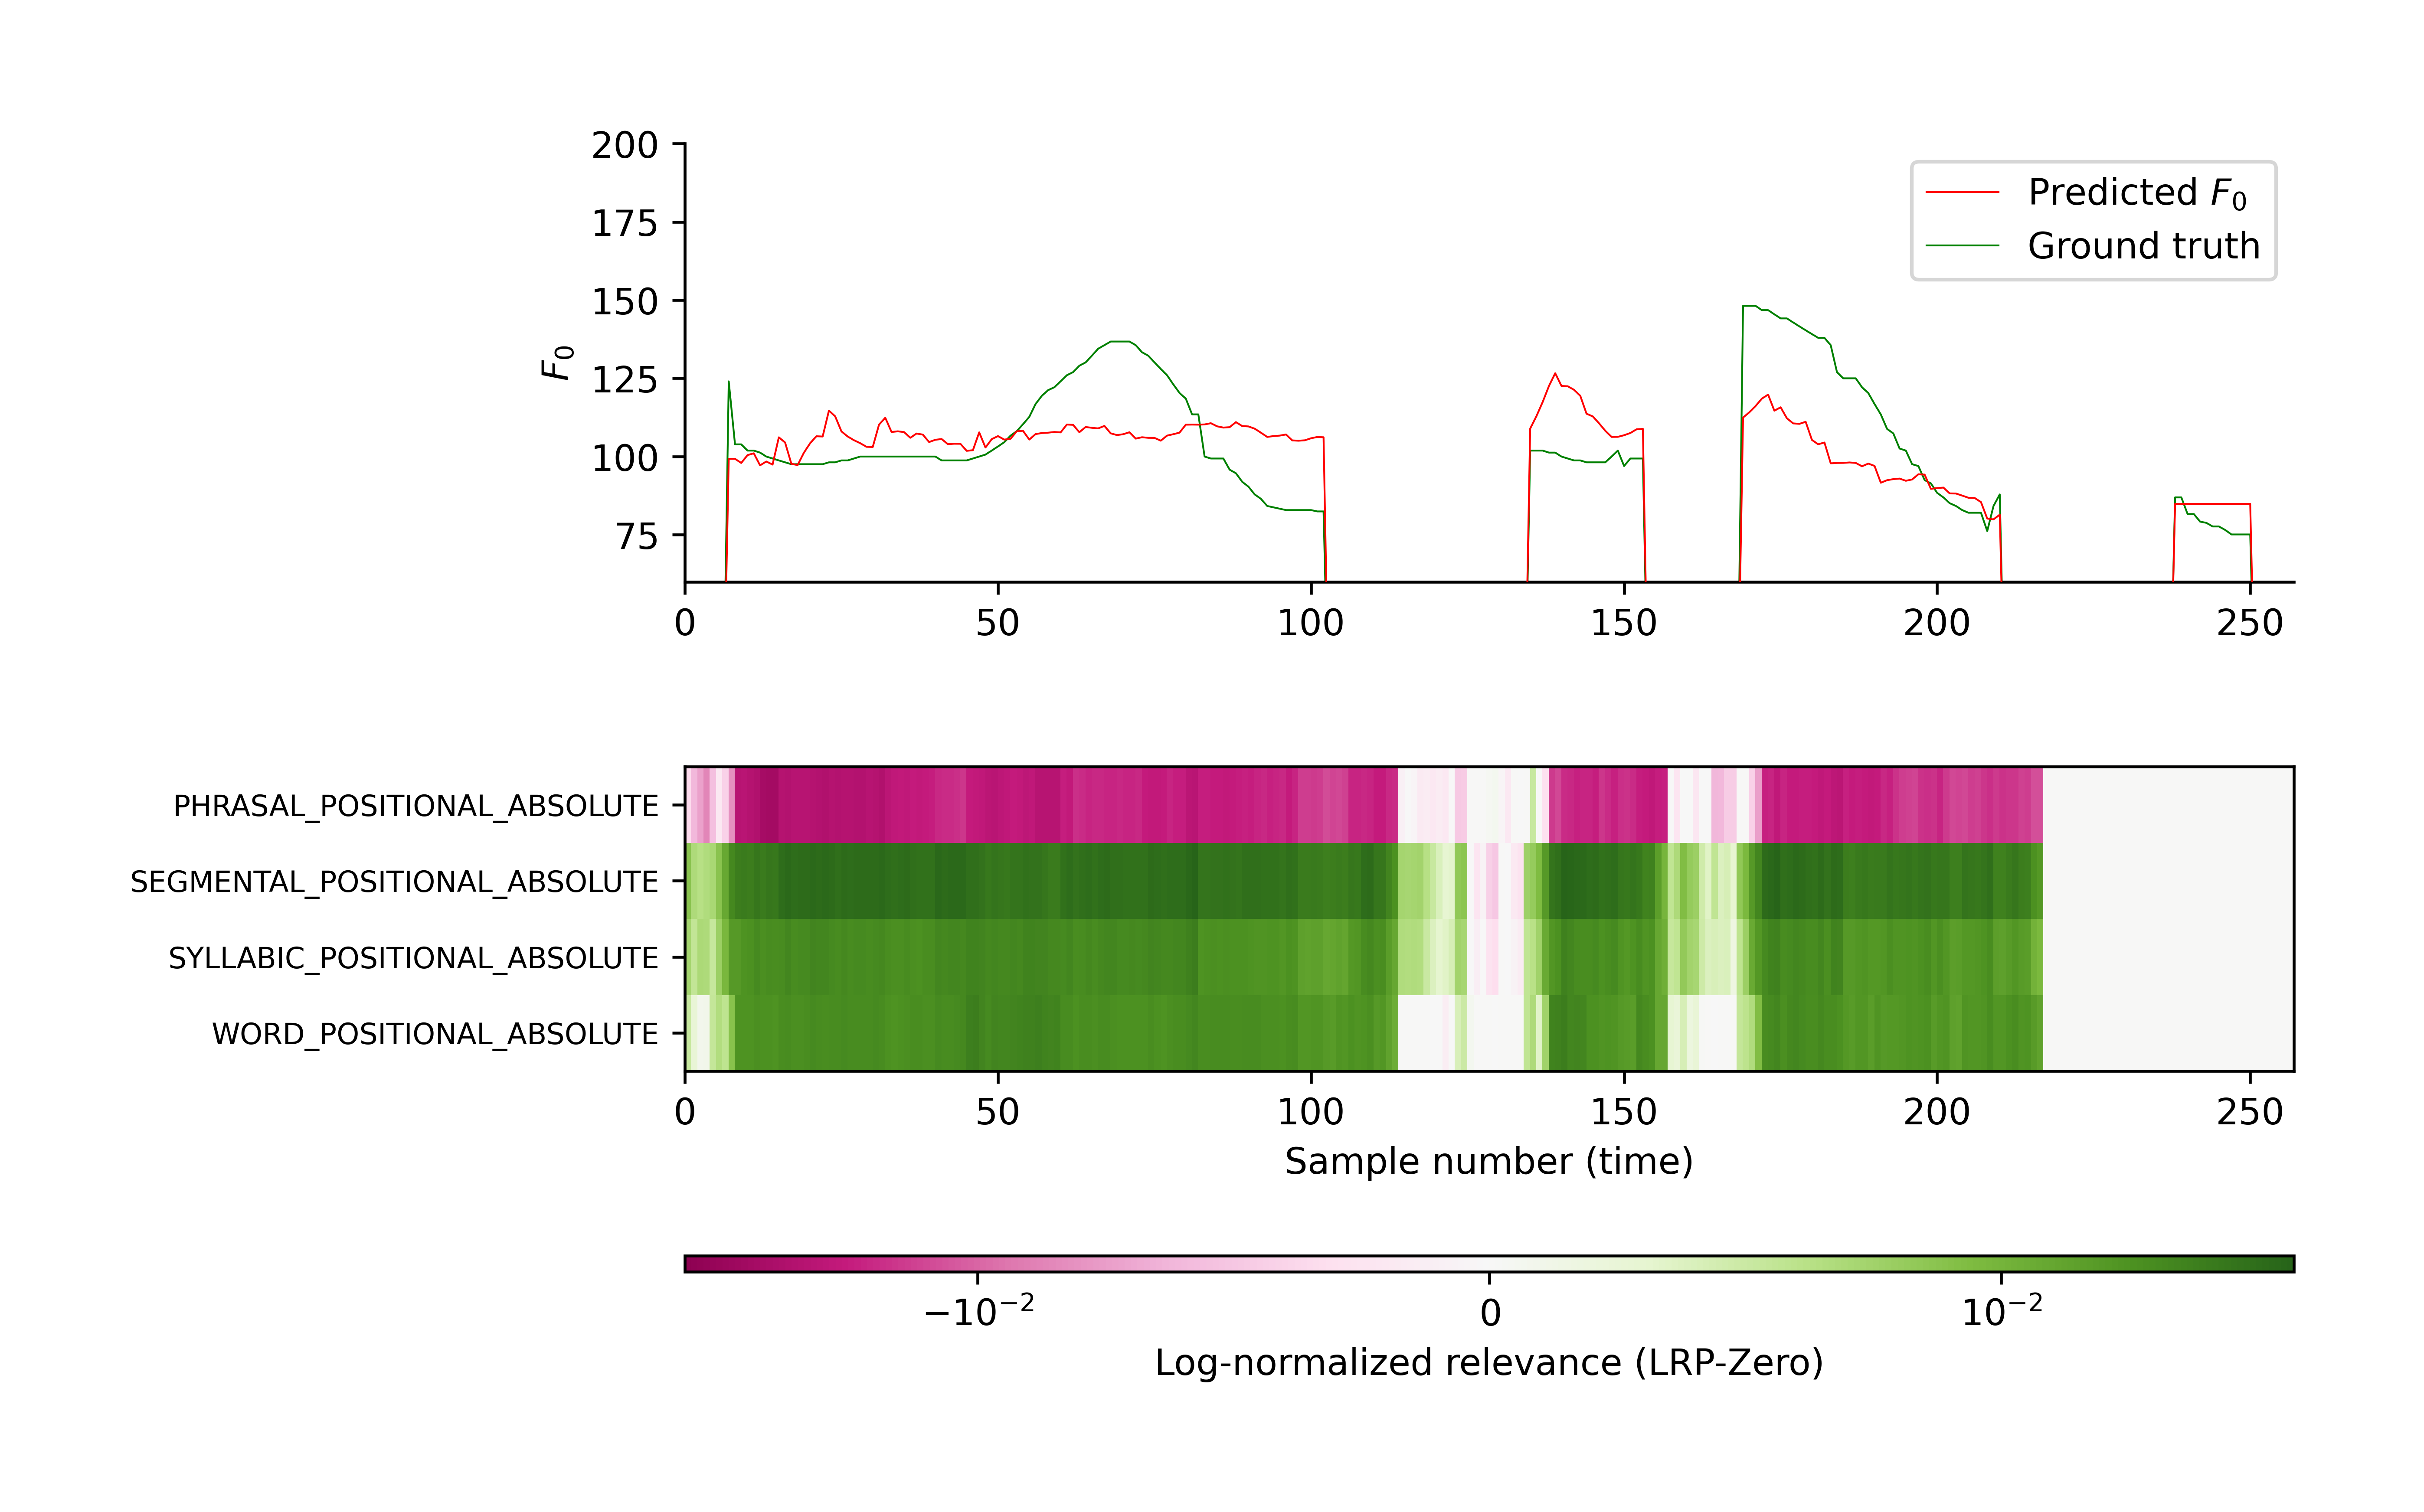 200
175
150
125
100
75
F0
Predicted F0
Ground truth
0 50 100 150 200 250
PHRASAL_POSITIONAL_ABSOLUTE
SEGMENTAL_POSITIONAL_ABSOLUTE
SYLLABIC_POSITIONAL_ABSOLUTE
WORD_POSITIONAL_ABSOLUTE
0 50 100 150 200 250
Sample number (time)
−10−2 0 10−2
Log-normalized relevance (LRP-Zero)